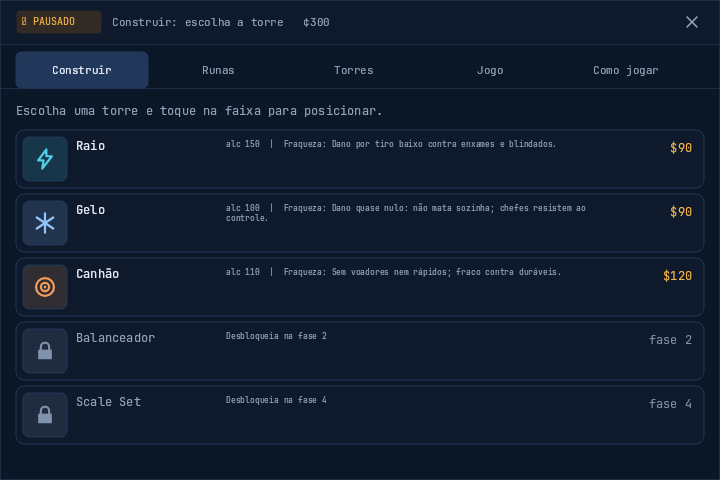 PAUSADO Construir: escolha a torre $300
Construir Runas Torres Jogo Como jogar
Escolha uma torre e toque na faixa para posicionar.
Raio alc 150 | Fraqueza: Dano por tiro baixo contra enxames e blindados. $90
Gelo alc 100 | Fraqueza: Dano quase nulo: não mata sozinha; chefes resistem ao controle. $90
Canhão alc 110 | Fraqueza: Sem voadores nem rápidos; fraco contra duráveis. $120
Balanceador Desbloqueia na fase 2 fase 2
Scale Set Desbloqueia na fase 4 fase 4